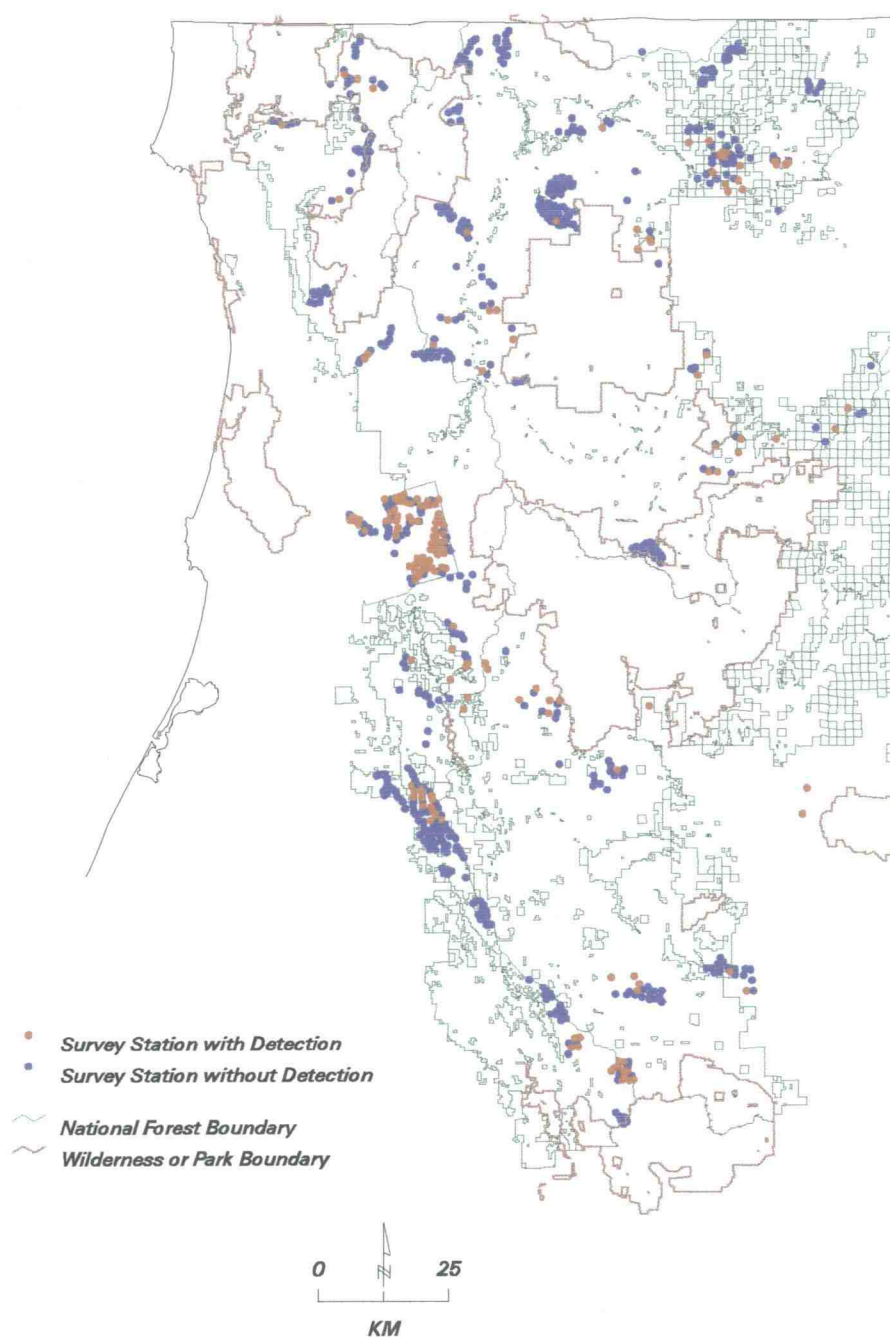 Survey Station with Detection
Survey Station without Detection
National Forest Boundary
Wilderness or Park Boundary
N
0 25
KM